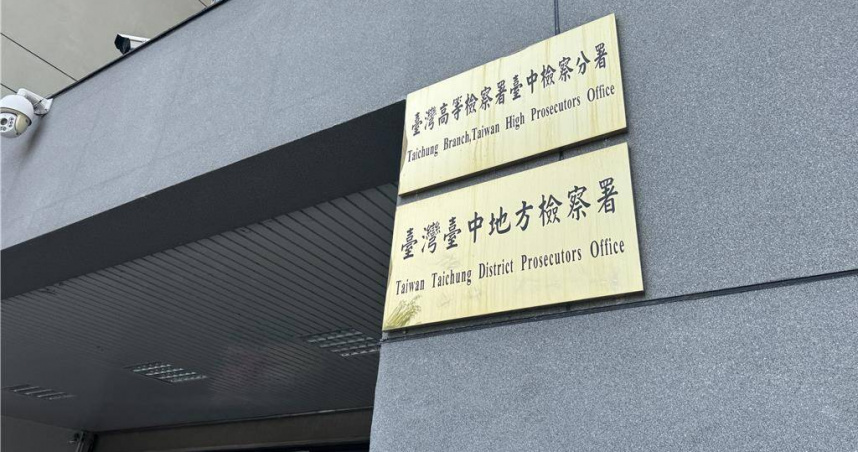 臺灣高等檢察署臺中檢察分署
Taichung Branch,Taiwan High Prosecutors Office
臺灣臺中地方檢察署
Taiwan Taichung District Prosecutors Office